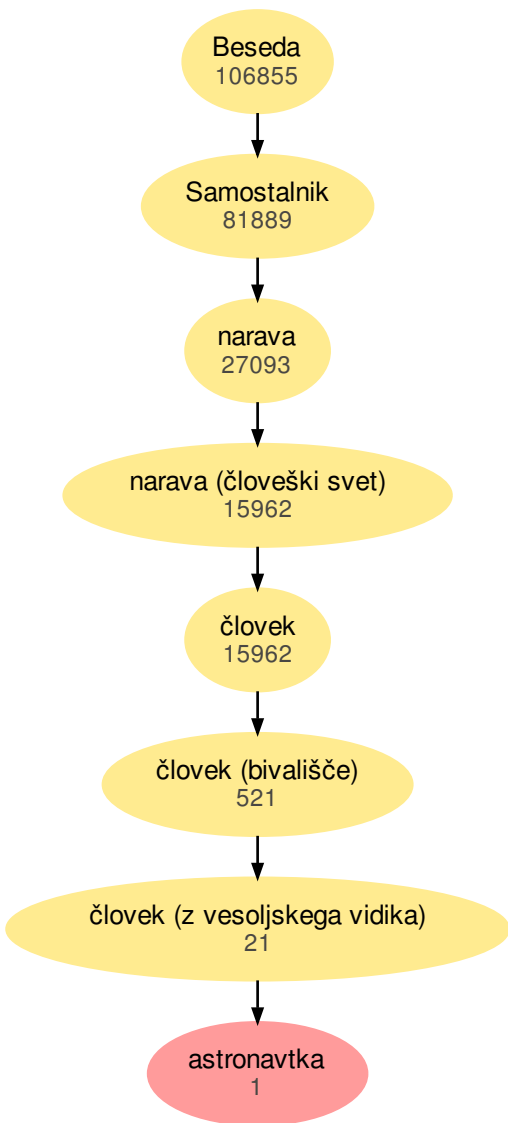 Beseda
106855
Samostalnik
81889
narava
27093
narava (človeški svet)
15962
človek
15962
človek (bivališče)
521
človek (z vesoljskega vidika)
21
astronavtka
1